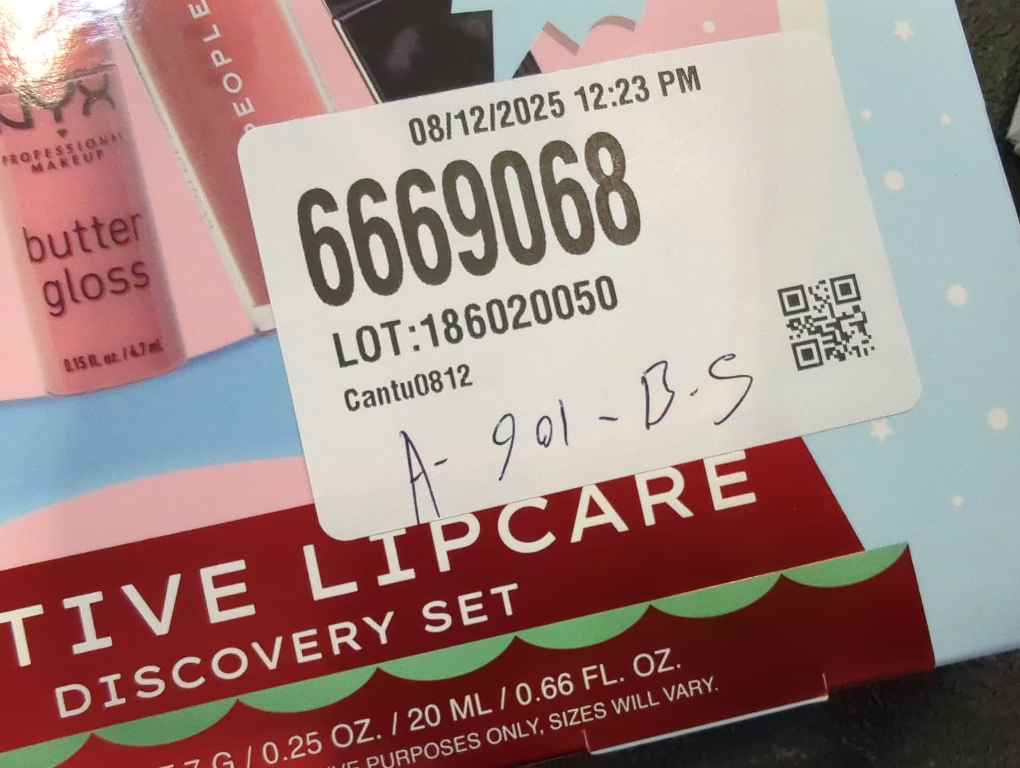 PEOPLE
NYX
PROFESSIONAL
MAKEUP
butter
gloss
0.15 fl. oz. / 4.7 mL
08/12/2025 12:23 PM
6669068
LOT:186020050
Cantu0812
A- 901-B-S
TIVE LIPCARE
DISCOVERY SET
7 G / 0.25 OZ. / 20 ML / 0.66 FL. OZ.
VE PURPOSES ONLY, SIZES WILL VARY.